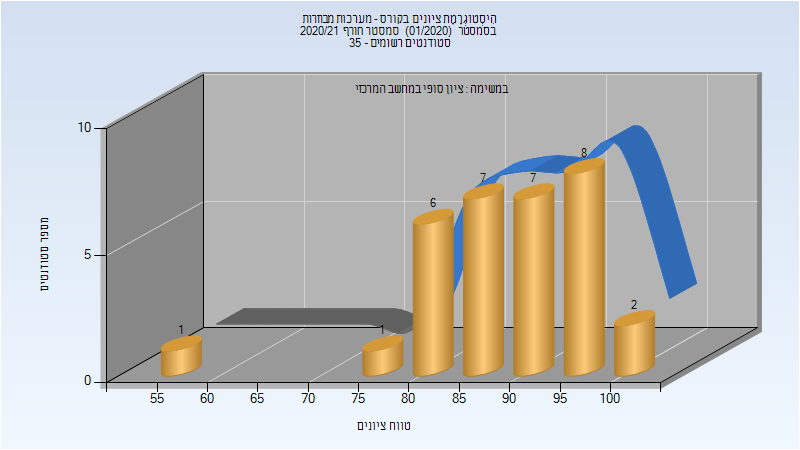 היסטוגרמת ציונים בקורס - מערכות מבוזרות
בסמסטר (01/2020) סמסטר חורף 2020/21
סטודנטים רשומים - 35
במשימה : ציון סופי במחשב המרכזי
10
5
0
מספר סטודנטים
1
1
6
7
7
8
2
55 60 65 70 75 80 85 90 95 100
טווח ציונים